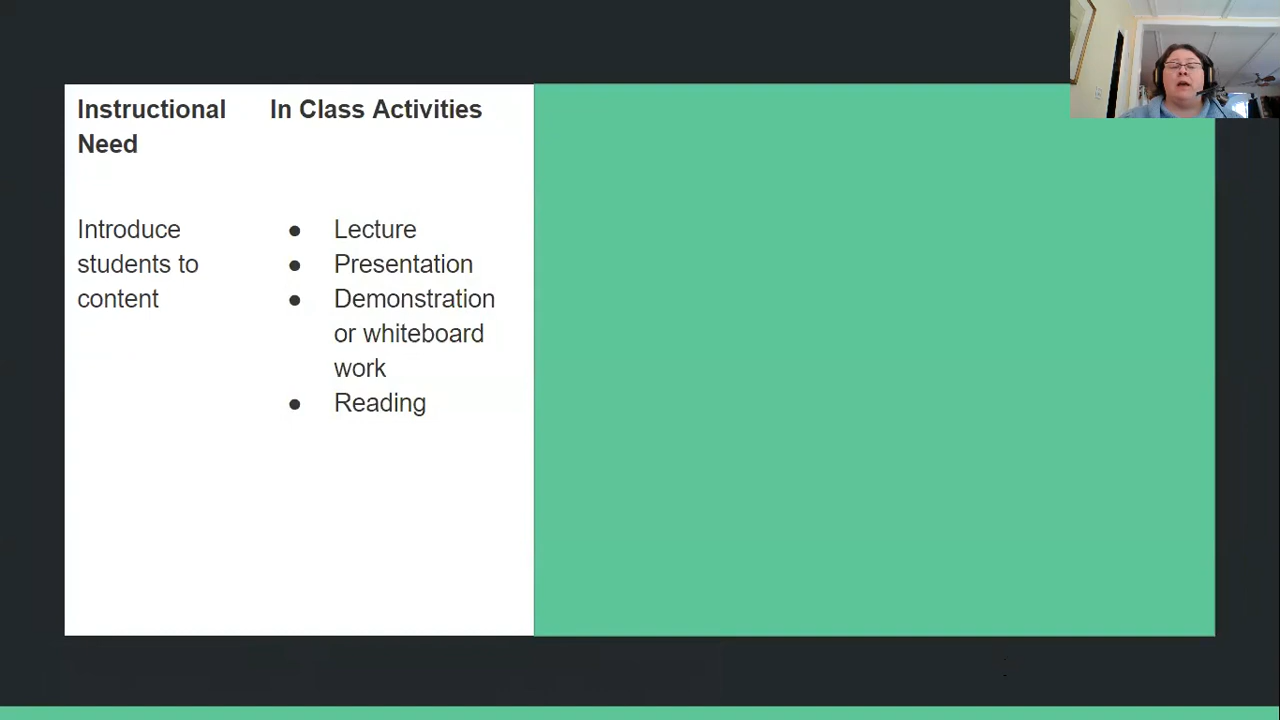 Instructional
Need
In Class Activities
Introduce
students to
content
● Lecture
● Presentation
● Demonstration
or whiteboard
work
● Reading